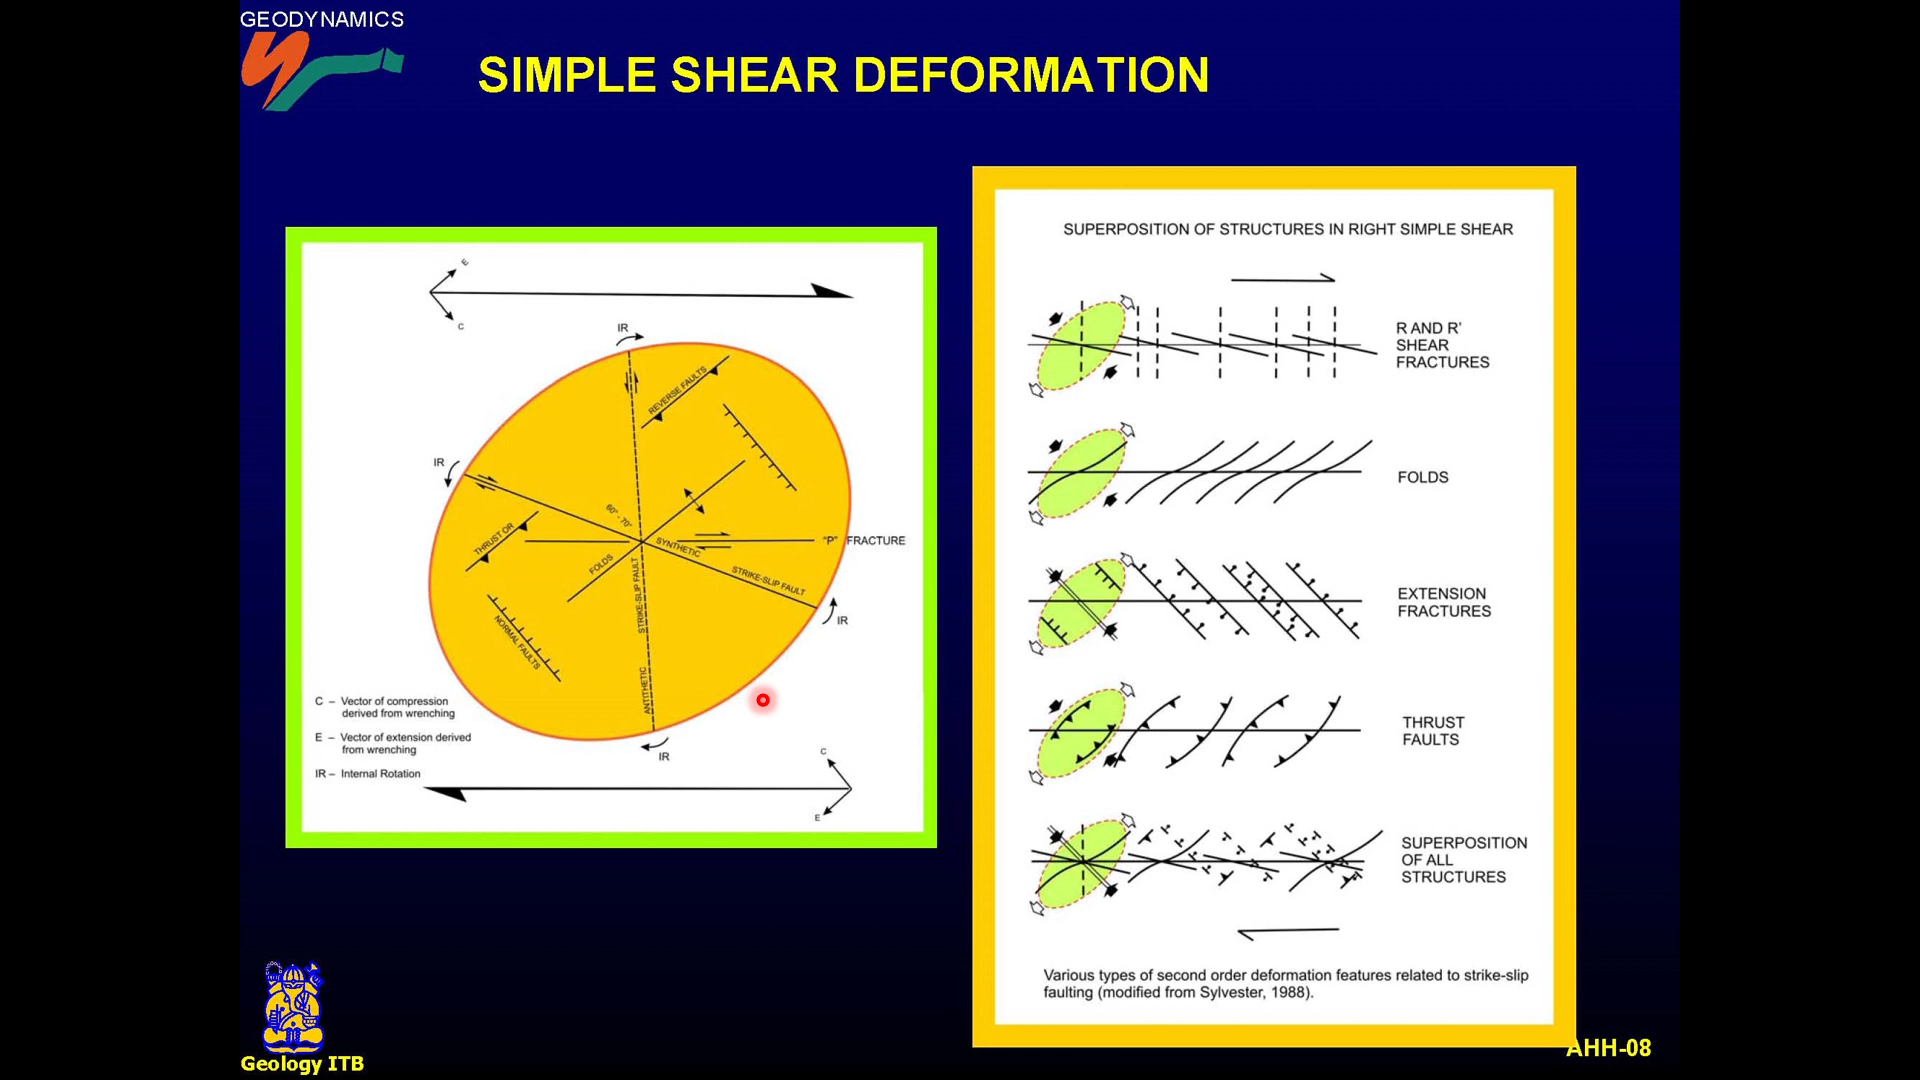 GEODYNAMICS
SIMPLE SHEAR DEFORMATION
E
C
IR
REVERSE FAULTS
IR
60° - 70°
THRUST OR
SYNTHETIC
"P" FRACTURE
FOLDS
STRIKE-SLIP FAULT
STRIKE-SLIP FAULT
IR
NORMAL FAULTS
ANTITHETIC
C – Vector of compression
derived from wrenching
E – Vector of extension derived
from wrenching
IR – Internal Rotation
IR
C
E
SUPERPOSITION OF STRUCTURES IN RIGHT SIMPLE SHEAR
R AND R'
SHEAR
FRACTURES
FOLDS
EXTENSION
FRACTURES
THRUST
FAULTS
SUPERPOSITION
OF ALL
STRUCTURES
Various types of second order deformation features related to strike-slip
faulting (modified from Sylvester, 1988).
Geology ITB
AHH-08